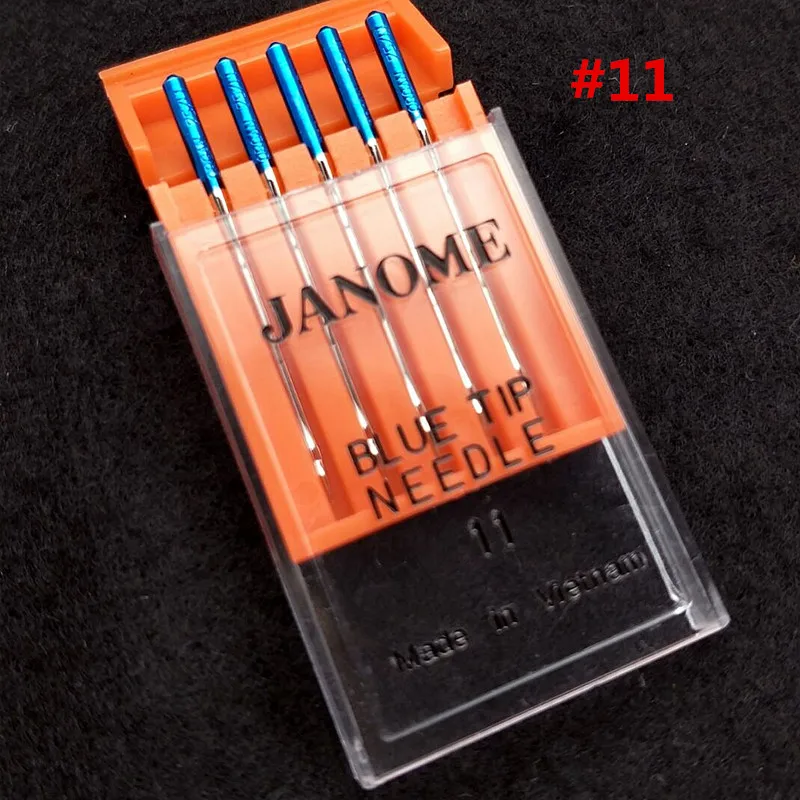 #11
JANOME
BLUE TIP
NEEDLE
11
Made in Vietnam